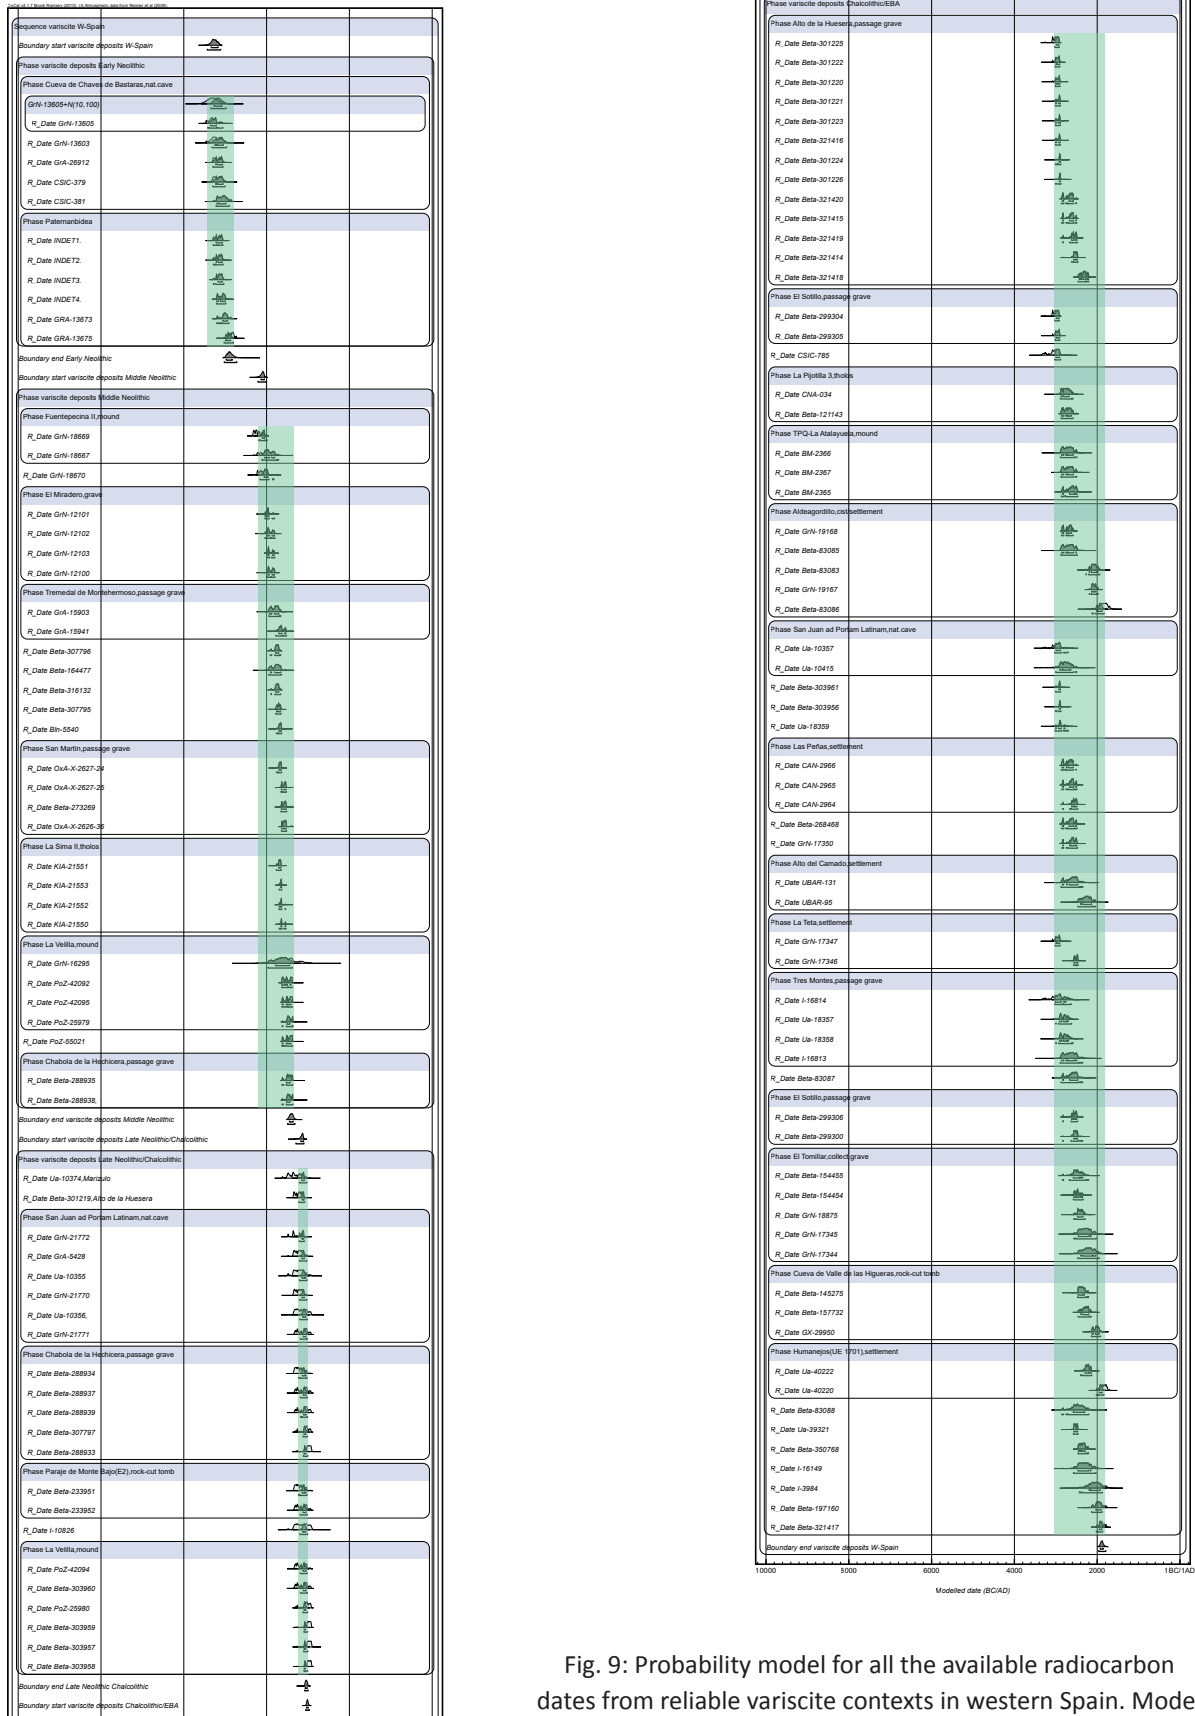 OxCal v4.1.7 Bronk Ramsey (2010); r:5 Atmospheric data from Reimer et al (2009);
Sequence variscite W-Spain
Boundary start variscite deposits W-Spain
Phase variscite deposits Early Neolithic
Phase Cueva de Chaves de Bastaras,nat.cave
GrN-13605+N(10,100)
R_Date GrN-13605
R_Date GrN-13603
R_Date GrA-26912
R_Date CSIC-379
R_Date CSIC-381
Phase Paternanbidea
R_Date INDET1.
R_Date INDET2.
R_Date INDET3.
R_Date INDET4.
R_Date GRA-13673
R_Date GRA-13675
Boundary end Early Neolithic
Boundary start variscite deposits Middle Neolithic
Phase variscite deposits Middle Neolithic
Phase Fuentepecina II,mound
R_Date GrN-18669
R_Date GrN-18667
R_Date GrN-18670
Phase El Miradero,grave
R_Date GrN-12101
R_Date GrN-12102
R_Date GrN-12103
R_Date GrN-12100
Phase Tremedal de Montehermoso,passage grave
R_Date GrA-15903
R_Date GrA-15941
R_Date Beta-307796
R_Date Beta-164477
R_Date Beta-316132
R_Date Beta-307795
R_Date Bln-5540
Phase San Martín,passage grave
R_Date OxA-X-2627-24
R_Date OxA-X-2627-25
R_Date Beta-273269
R_Date OxA-X-2626-36
Phase La Sima II,tholos
R_Date KIA-21551
R_Date KIA-21553
R_Date KIA-21552
R_Date KIA-21550
Phase La Velilla,mound
R_Date GrN-16295
R_Date PoZ-42092
R_Date PoZ-42095
R_Date PoZ-25979
R_Date PoZ-55021
Phase Chabola de la Hechicera,passage grave
R_Date Beta-288935
R_Date Beta-288938,
Boundary end variscite deposits Middle Neolithic
Boundary start variscite deposits Late Neolithic/Chalcolithic
Phase variscite deposits Late Neolithic/Chalcolithic
R_Date Ua-10374,Marizulo
R_Date Beta-301219,Alto de la Huesera
Phase San Juan ad Portam Latinam,nat.cave
R_Date GrN-21772
R_Date GrA-5428
R_Date Ua-10355
R_Date GrN-21770
R_Date Ua-10356,
R_Date GrN-21771
Phase Chabola de la Hechicera,passage grave
R_Date Beta-288934
R_Date Beta-288937
R_Date Beta-288939
R_Date Beta-307797
R_Date Beta-288933
Phase Paraje de Monte Bajo(E2),rock-cut tomb
R_Date Beta-233951
R_Date Beta-233952
R_Date I-10826
Phase La Velilla,mound
R_Date PoZ-42094
R_Date Beta-303960
R_Date PoZ-25980
R_Date Beta-303959
R_Date Beta-303957
R_Date Beta-303958
Boundary end Late Neolithic Chalcolithic
Boundary start variscite deposits Chalcolithic/EBA
Phase variscite deposits Chalcolithic/EBA
Phase Alto de la Huesera,passage grave
R_Date Beta-301225
R_Date Beta-301222
R_Date Beta-301220
R_Date Beta-301221
R_Date Beta-301223
R_Date Beta-321416
R_Date Beta-301224
R_Date Beta-301226
R_Date Beta-321420
R_Date Beta-321415
R_Date Beta-321419
R_Date Beta-321414
R_Date Beta-321418
Phase El Sotillo,passage grave
R_Date Beta-299304
R_Date Beta-299305
R_Date CSIC-785
Phase La Pijotilla 3,tholos
R_Date CNA-034
R_Date Beta-121143
Phase TPQ-La Atalayuela,mound
R_Date BM-2366
R_Date BM-2367
R_Date BM-2365
Phase Aldeagordillo,cist/settlement
R_Date GrN-19168
R_Date Beta-83085
R_Date Beta-83083
R_Date GrN-19167
R_Date Beta-83086
Phase San Juan ad Portam Latinam,nat.cave
R_Date Ua-10357
R_Date Ua-10415
R_Date Beta-303961
R_Date Beta-303956
R_Date Ua-18359
Phase Las Peñas,settlement
R_Date CAN-2966
R_Date CAN-2965
R_Date CAN-2964
R_Date Beta-268468
R_Date GrN-17350
Phase Alto del Camado,settlement
R_Date UBAR-131
R_Date UBAR-95
Phase La Teta,settlement
R_Date GrN-17347
R_Date GrN-17346
Phase Tres Montes,passage grave
R_Date I-16814
R_Date Ua-18357
R_Date Ua-18358
R_Date I-16813
R_Date Beta-83087
Phase El Sotillo,passage grave
R_Date Beta-299306
R_Date Beta-299300
Phase El Tomillar,collect.grave
R_Date Beta-154455
R_Date Beta-154454
R_Date GrN-18875
R_Date GrN-17345
R_Date GrN-17344
Phase Cueva de Valle de las Higueras,rock-cut tomb
R_Date Beta-145275
R_Date Beta-157732
R_Date GX-29950
Phase Humanejos(UE 1701),settlement
R_Date Ua-40222
R_Date Ua-40220
R_Date Beta-83088
R_Date Ua-39321
R_Date Beta-350768
R_Date I-16149
R_Date I-3984
R_Date Beta-197160
R_Date Beta-321417
Boundary end variscite deposits W-Spain
10000 8000 6000 4000 2000 1BC/1AD
Modelled date (BC/AD)
Fig. 9: Probability model for all the available radiocarbon
dates from reliable variscite contexts in western Spain. Mode